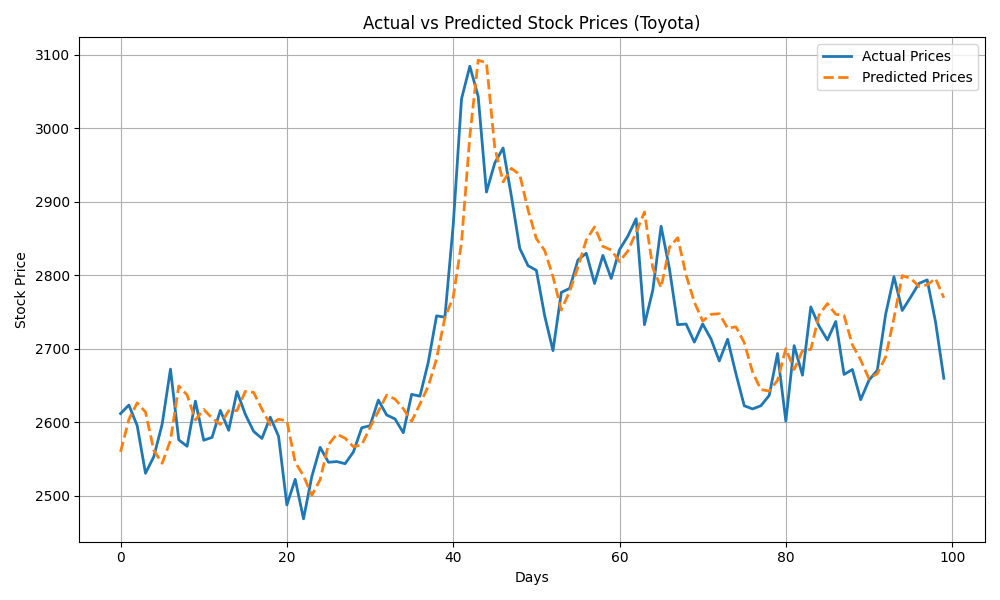 Actual vs Predicted Stock Prices (Toyota)
Actual Prices
Predicted Prices
Stock Price
3100
3000
2900
2800
2700
2600
2500
0 20 40 60 80 100
Days